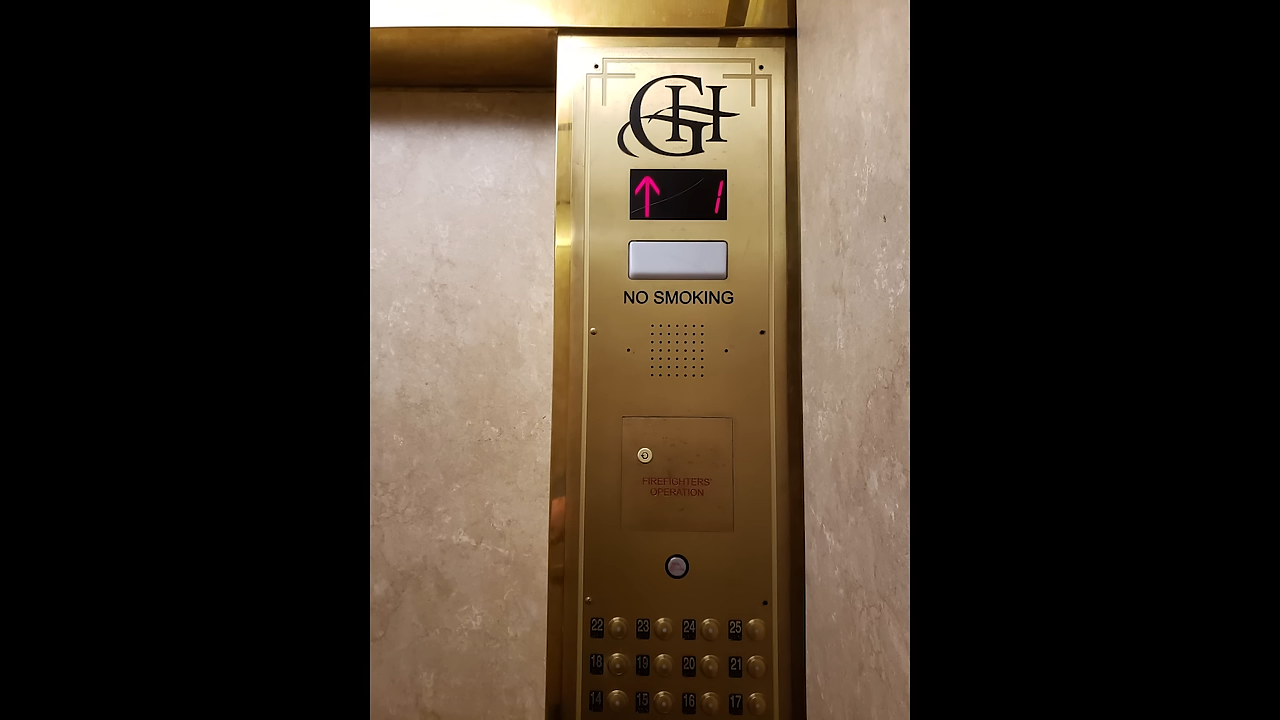 GH
↑ 1
NO SMOKING
FIREFIGHTERS'
OPERATION
22 23 24 25
18 19 20 21
14 15 16 17